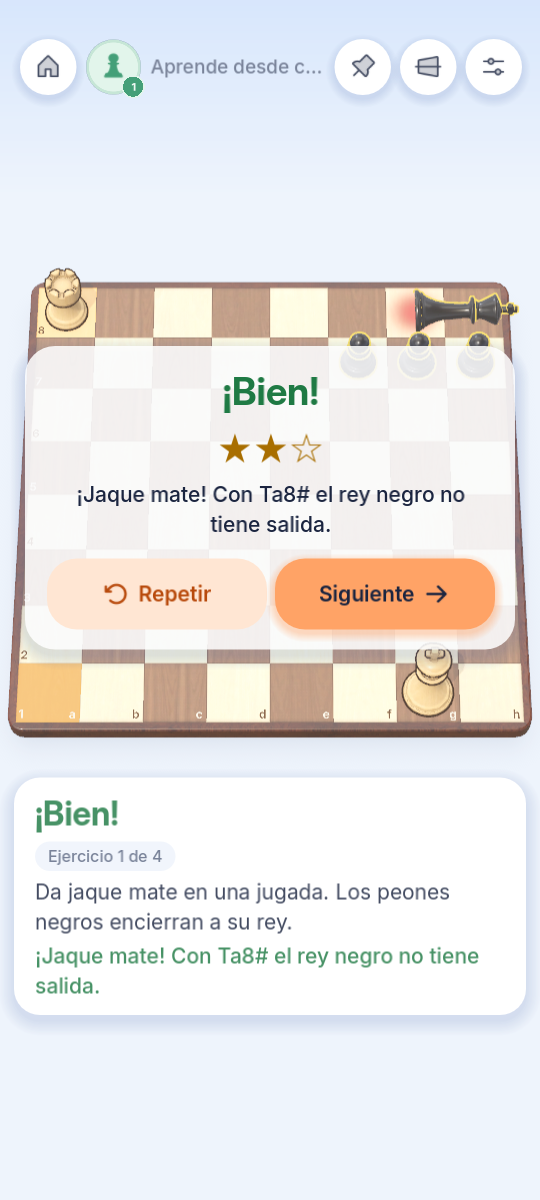 1
Aprende desde c...
8
¡Bien!
¡Jaque mate! Con Ta8# el rey negro no
tiene salida.
Repetir
Siguiente
2
1 a b c d e f g h
¡Bien!
Ejercicio 1 de 4
Da jaque mate en una jugada. Los peones
negros encierran a su rey.
¡Jaque mate! Con Ta8# el rey negro no tiene
salida.